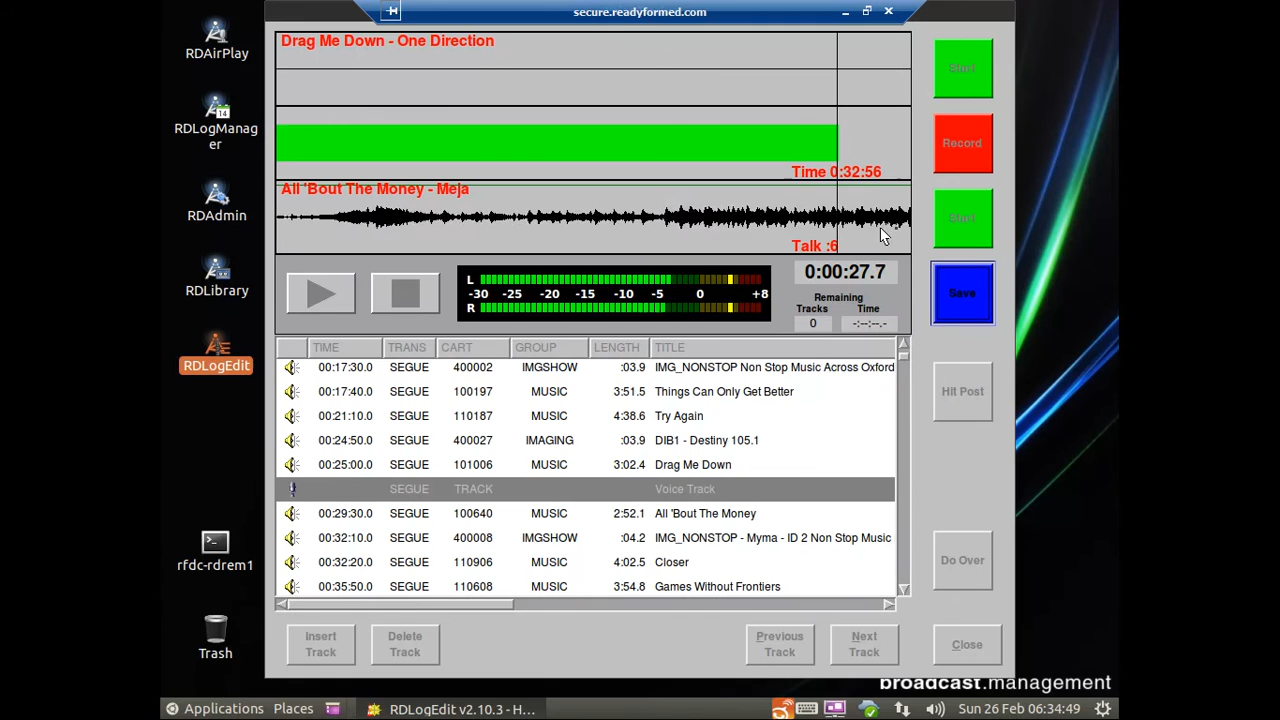 secure.readyformed.com
RDAirPlay
14
RDLogManag
er
RDAdmin
RDLibrary
RDLogEdit
rfdc-rdrem1
Trash
Drag Me Down - One Direction
Time 0:32:56
All 'Bout The Money - Meja
Talk :6
Start
Record
Start
Save
Hit Post
Do Over
Close
L
-30 -25 -20 -15 -10 -5 0 +8
R
0:00:27.7
Remaining
Tracks Time
0 -:--:--.-
TIME TRANS CART GROUP LENGTH TITLE
00:17:30.0 SEGUE 400002 IMGSHOW :03.9 IMG_NONSTOP Non Stop Music Across Oxford
00:17:40.0 SEGUE 100197 MUSIC 3:51.5 Things Can Only Get Better
00:21:10.0 SEGUE 110187 MUSIC 4:38.6 Try Again
00:24:50.0 SEGUE 400027 IMAGING :03.9 DIB1 - Destiny 105.1
00:25:00.0 SEGUE 101006 MUSIC 3:02.4 Drag Me Down
SEGUE TRACK Voice Track
00:29:30.0 SEGUE 100640 MUSIC 2:52.1 All 'Bout The Money
00:32:10.0 SEGUE 400008 IMGSHOW :04.2 IMG_NONSTOP - Myma - ID 2 Non Stop Music
00:32:20.0 SEGUE 110906 MUSIC 4:02.5 Closer
00:35:50.0 SEGUE 110608 MUSIC 3:54.8 Games Without Frontiers
Insert
Track
Delete
Track
Previous
Track
Next
Track
broadcast.management
Applications Places RDLogEdit v2.10.3 - H... Sun 26 Feb 06:34:49